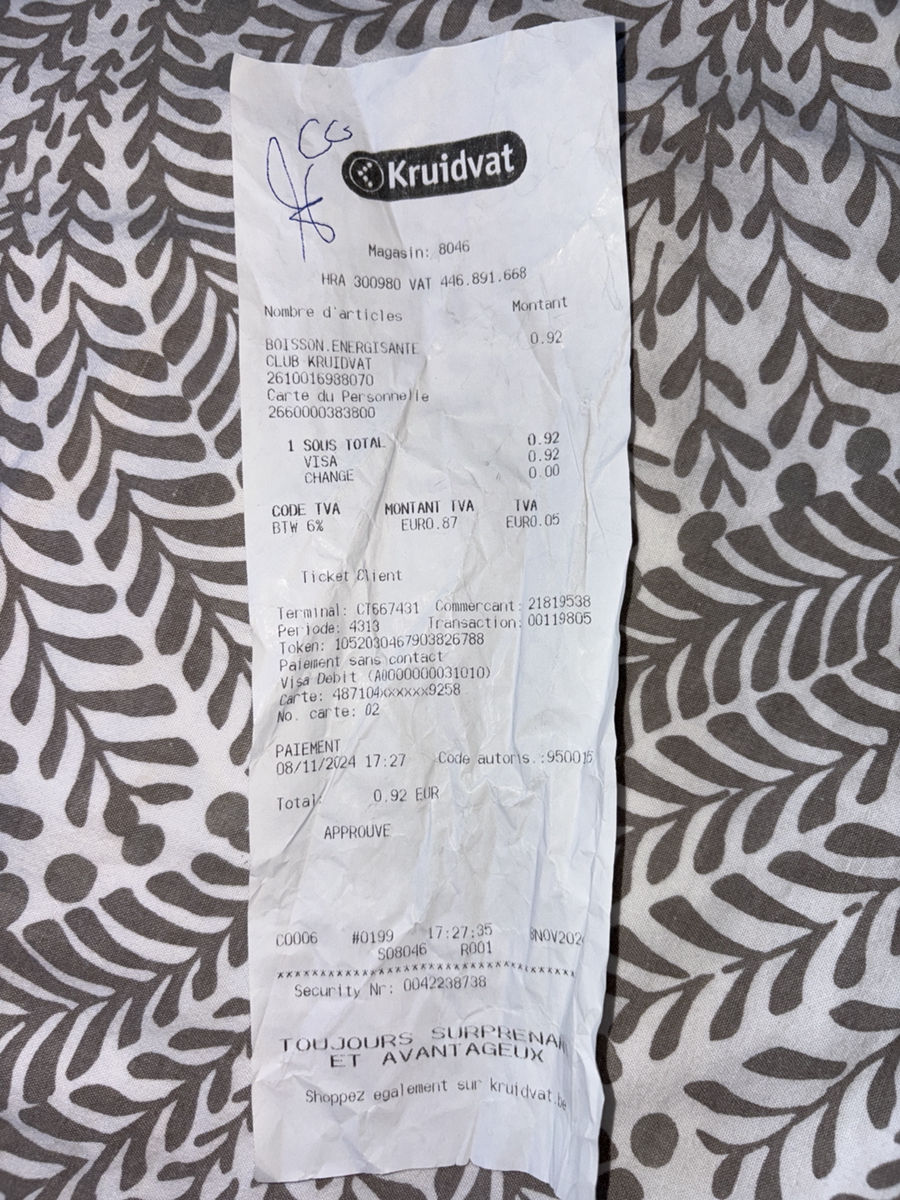 Kruidvat
Magasin: 8046
HRA 300980 VAT 446.891.668
Nombre d'articles Montant
BOISSON.ENERGISANTE 0.92
CLUB KRUIDVAT
2610016988070
Carte du Personnelle
2660000383800
1 SOUS TOTAL 0.92
VISA 0.92
CHANGE 0.00
CODE TVA MONTANT TVA TVA
BTW 6% EUR0.87 EUR0.05
Ticket Client
Terminal: CT667431 Commercant: 21819538
Periode: 4313 Transaction: 00119805
Token: 1052030467903826788
Paiement sans contact
Visa Debit (A0000000031010)
Carte: 487104xxxxxx9258
No. carte: 02
PAIEMENT
08/11/2024 17:27 Code autoris.:950015
Total: 0.92 EUR
APPROUVE
C0006 #0199 17:27:35 8NOV202
S08046 R001
Security Nr: 0042238738
TOUJOURS SURPRENA
ET AVANTAGEUX
Shoppez egalement sur kruidvat.be